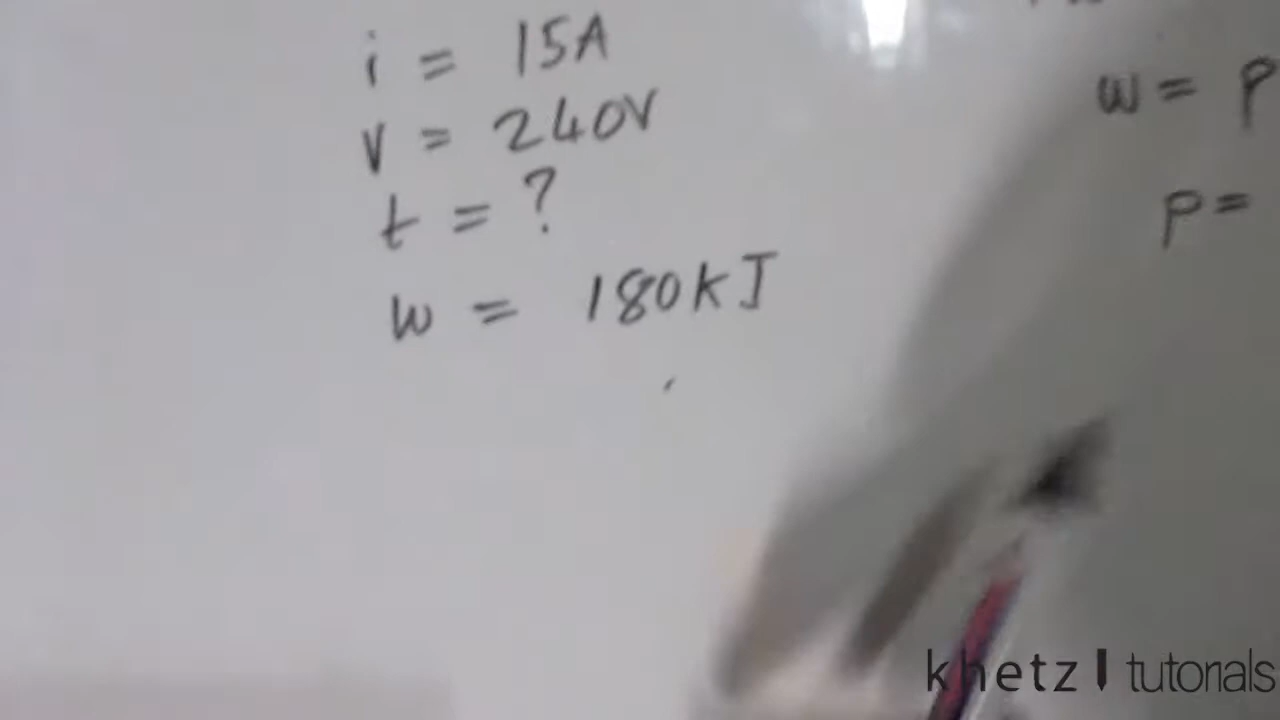 i = 15A
v = 240V
t = ?
w = 180kJ
w = p
p =
khetz tutorials